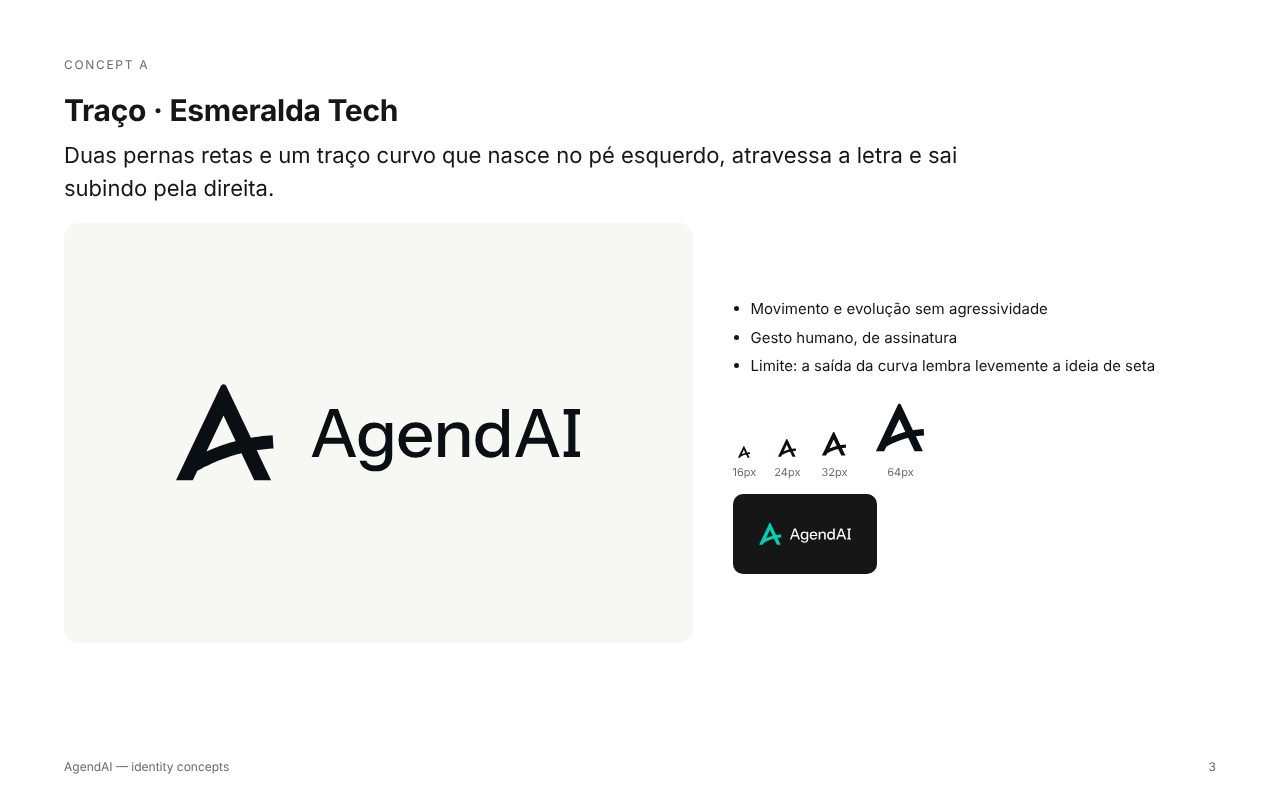 CONCEPT A
Traço · Esmeralda Tech
Duas pernas retas e um traço curvo que nasce no pé esquerdo, atravessa a letra e sai
subindo pela direita.
AgendAI
• Movimento e evolução sem agressividade
• Gesto humano, de assinatura
• Limite: a saída da curva lembra levemente a ideia de seta
16px 24px 32px 64px
AgendAI
AgendAI — identity concepts
3